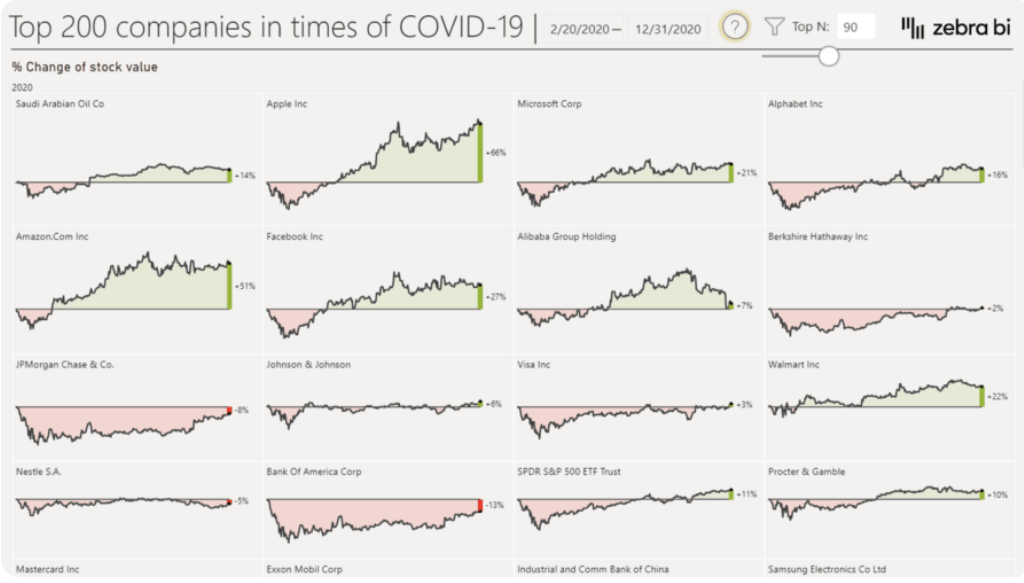 Top 200 companies in times of COVID-19 | 2/20/2020 – 12/31/2020 ? Top N: 90 zebra bi
% Change of stock value
2020
Saudi Arabian Oil Co Apple Inc Microsoft Corp Alphabet Inc
+14% +66% +21% +16%
Amazon.Com Inc Facebook Inc Alibaba Group Holding Berkshire Hathaway Inc
+51% +27% +7% +2%
JPMorgan Chase & Co. Johnson & Johnson Visa Inc Walmart Inc
-8% +6% +3% +22%
Nestle S.A. Bank Of America Corp SPDR S&P 500 ETF Trust Procter & Gamble
-5% -13% +11% +10%
Mastercard Inc Exxon Mobil Corp Industrial and Comm Bank of China Samsung Electronics Co Ltd